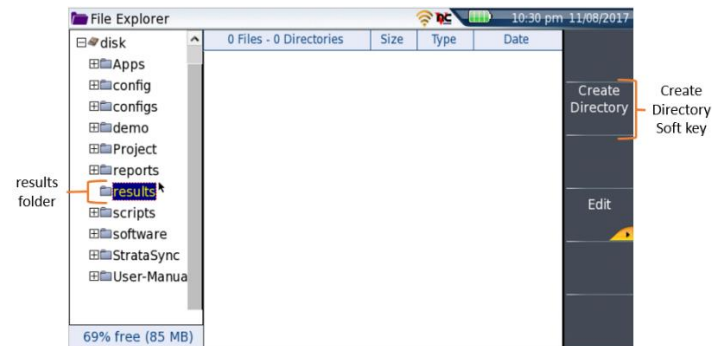 File Explorer
10:30 pm 11/08/2017
disk
0 Files - 0 Directories Size Type Date
Apps
config
configs
demo
Project
reports
results
scripts
software
StrataSync
User-Manua
69% free (85 MB)
Create
Directory
Edit
results
folder
Create
Directory
Soft key